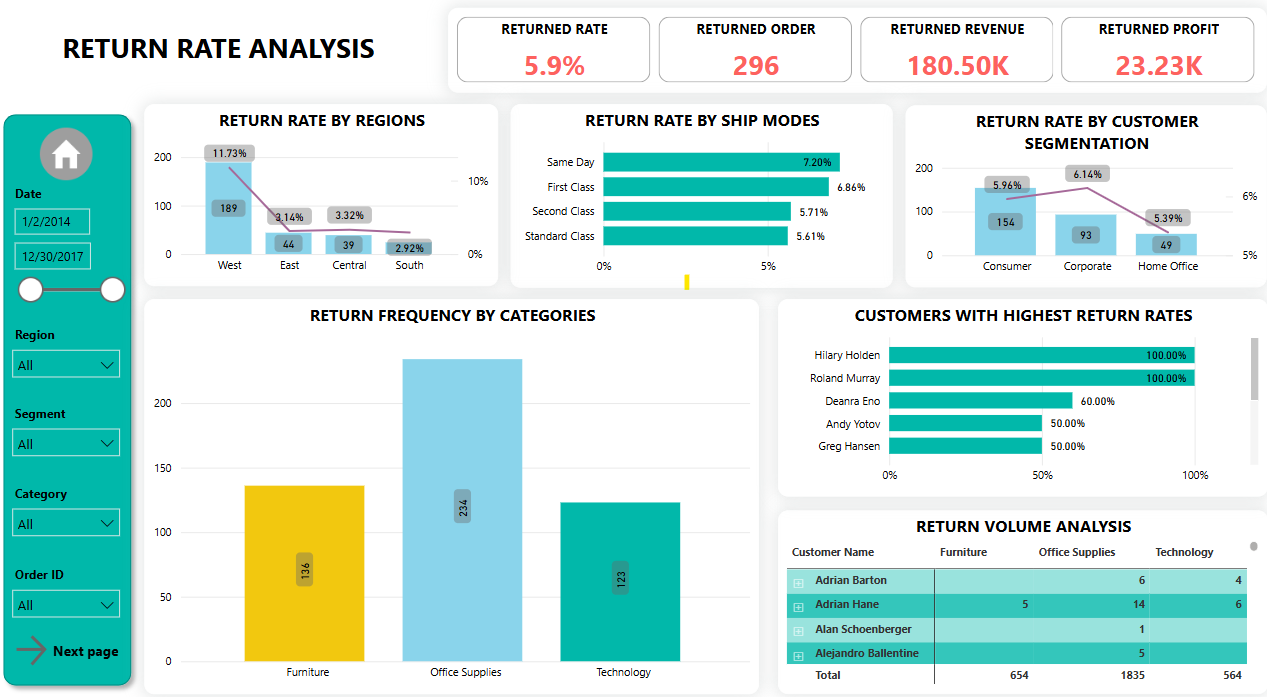 RETURN RATE ANALYSIS
RETURNED RATE
5.9%
RETURNED ORDER
296
RETURNED REVENUE
180.50K
RETURNED PROFIT
23.23K
Date
1/2/2014
12/30/2017
Region
All
Segment
All
Category
All
Order ID
All
Next page
RETURN RATE BY REGIONS
200
100
0
10%
0%
11.73%
3.14%
3.32%
2.92%
189
44
39
West
East
Central
South
RETURN RATE BY SHIP MODES
Same Day
7.20%
First Class
6.86%
Second Class
5.71%
Standard Class
5.61%
0%
5%
RETURN RATE BY CUSTOMER
SEGMENTATION
200
100
0
6%
5%
5.96%
6.14%
5.39%
154
93
49
Consumer
Corporate
Home Office
RETURN FREQUENCY BY CATEGORIES
200
150
100
50
0
136
234
123
Furniture
Office Supplies
Technology
CUSTOMERS WITH HIGHEST RETURN RATES
Hilary Holden
100.00%
Roland Murray
100.00%
Deanra Eno
60.00%
Andy Yotov
50.00%
Greg Hansen
50.00%
0%
50%
100%
RETURN VOLUME ANALYSIS
Customer Name Furniture Office Supplies Technology
Adrian Barton 6 4
Adrian Hane 5 14 6
Alan Schoenberger 1
Alejandro Ballentine 5
Total 654 1835 564